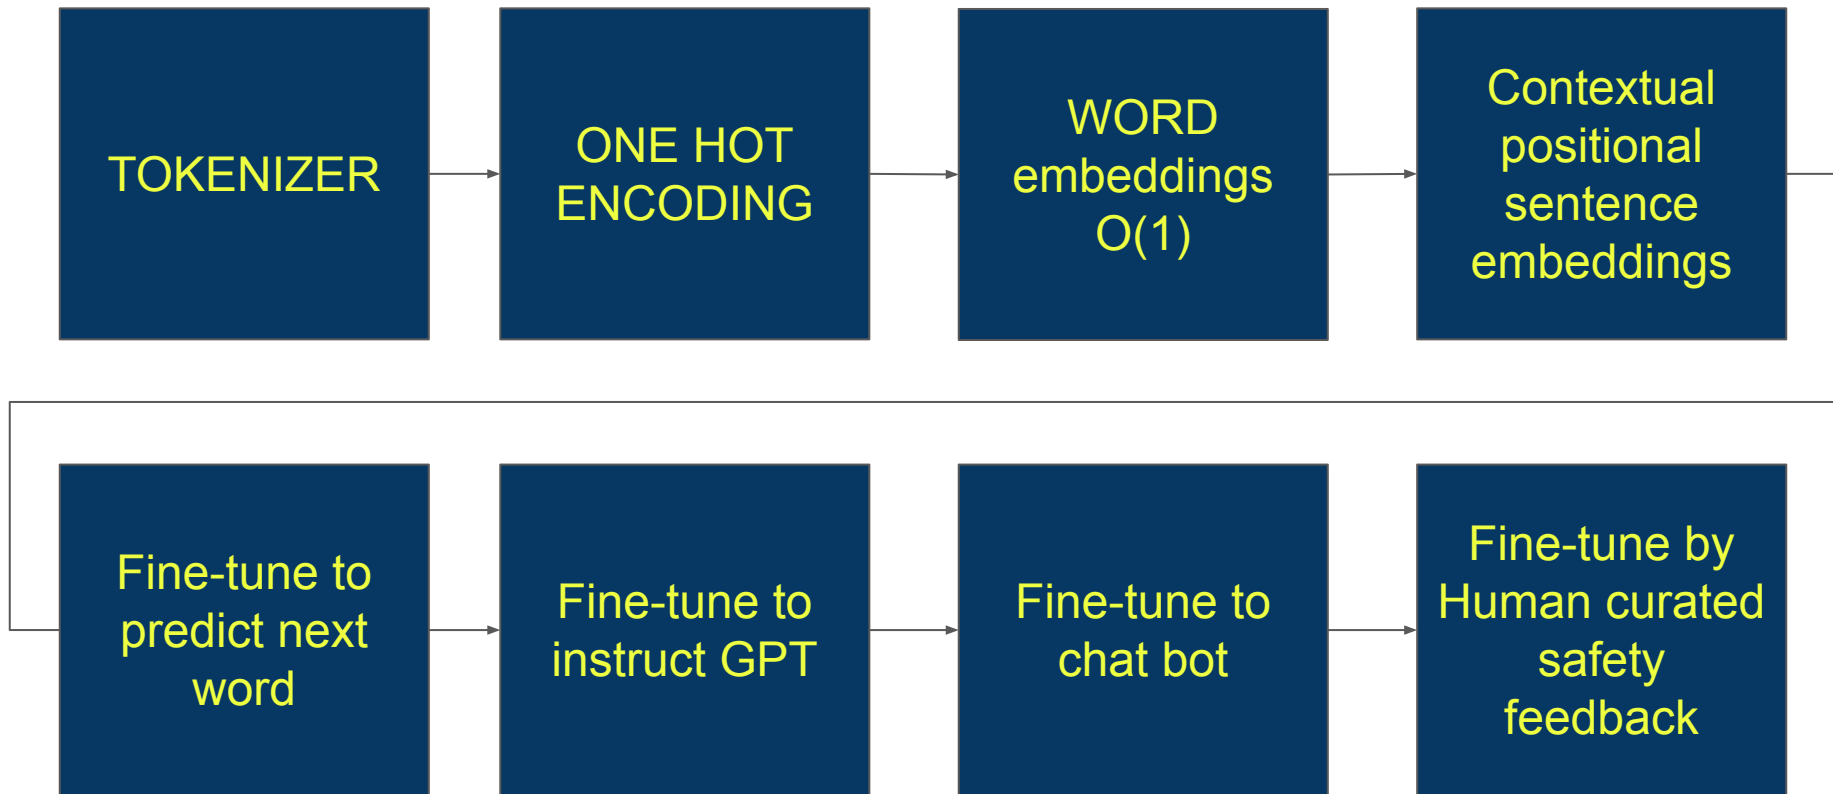 TOKENIZER
ONE HOT
ENCODING
WORD
embeddings
O(1)
Contextual
positional
sentence
embeddings
Fine-tune to
predict next
word
Fine-tune to
instruct GPT
Fine-tune to
chat bot
Fine-tune by
Human curated
safety
feedback